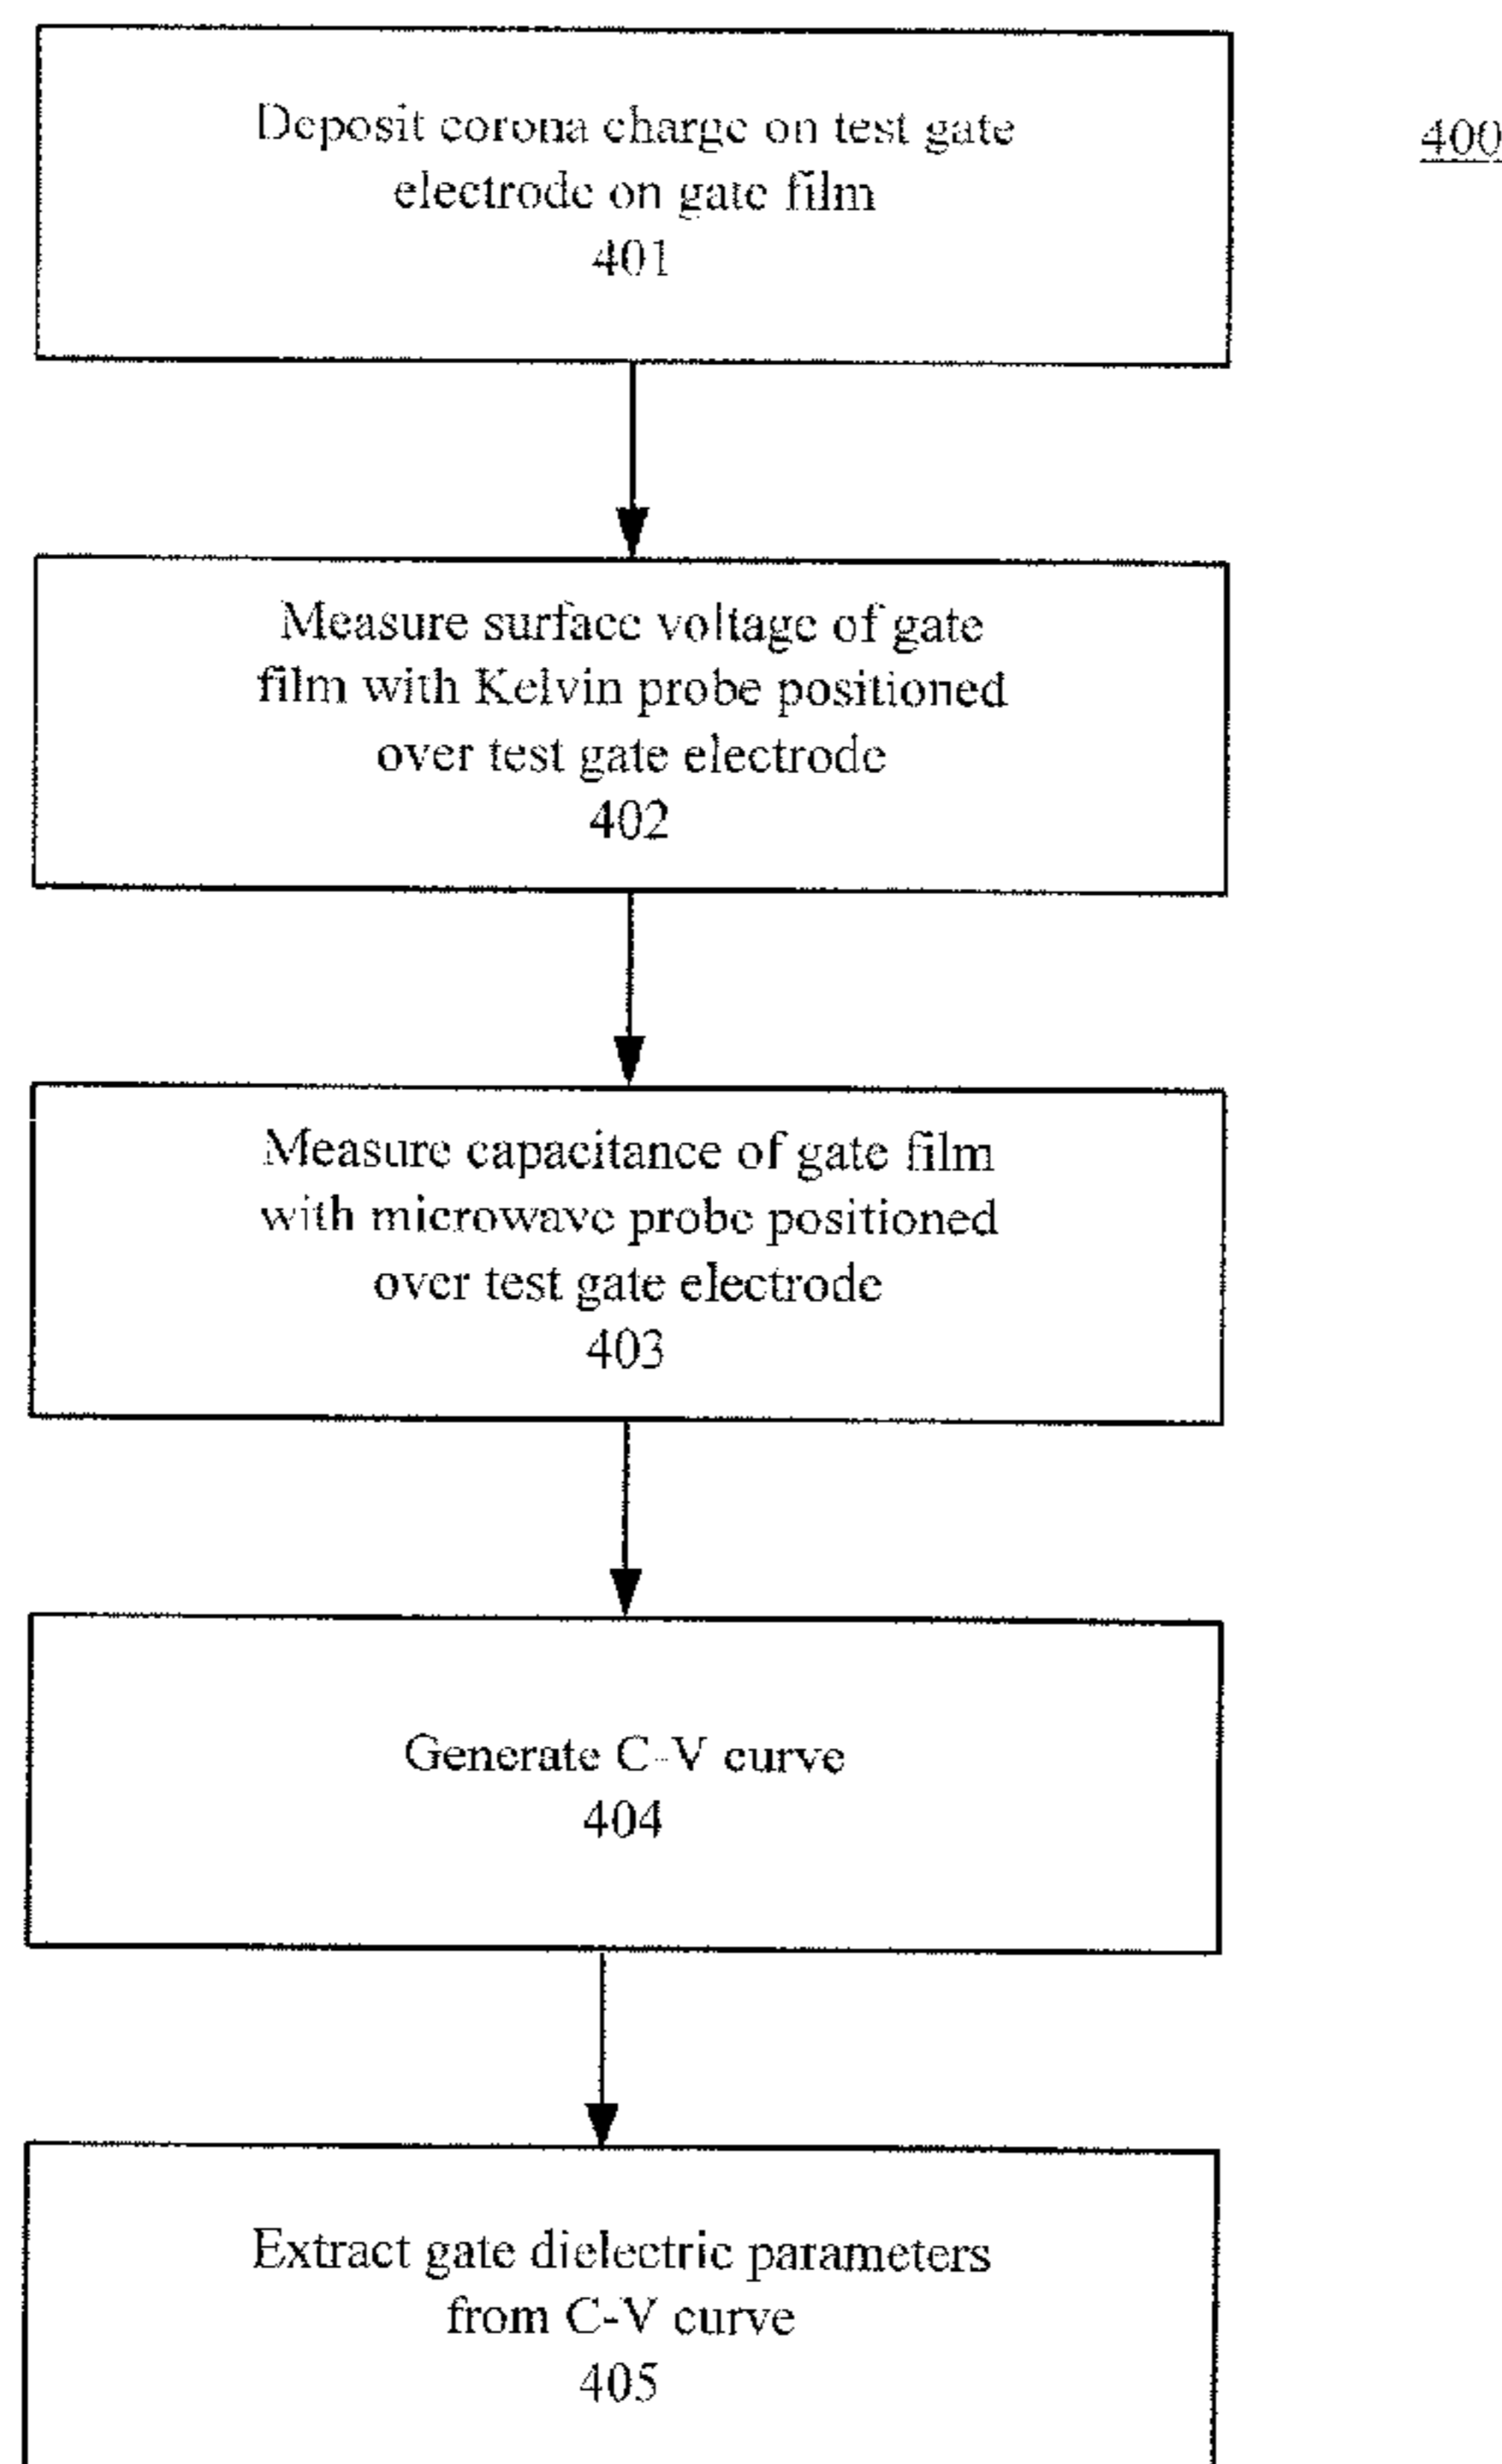 Deposit corona charge on test gate
electrode on gate film
401
400
Measure surface voltage of gate
film with Kelvin probe positioned
over test gate electrode
402
Measure capacitance of gate film
with microwave probe positioned
over test gate electrode
403
Generate C-V curve
404
Extract gate dielectric parameters
from C-V curve
405